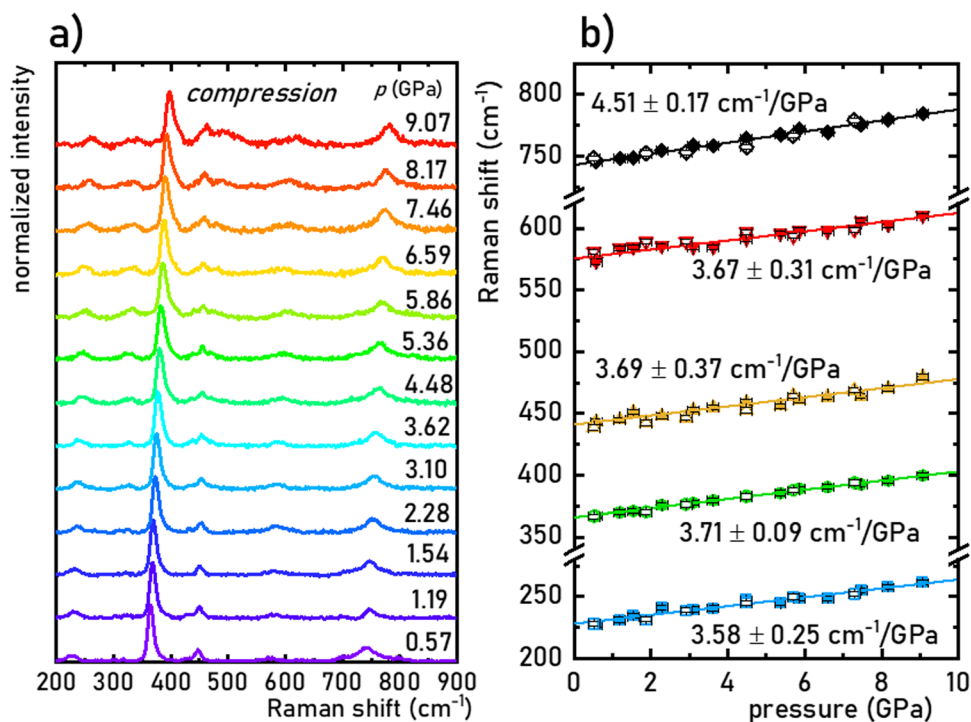 a)
normalized intensity
compression
p (GPa)
9.07
8.17
7.46
6.59
5.86
5.36
4.48
3.62
3.10
2.28
1.54
1.19
0.57
200 300 400 500 600 700 800 900
Raman shift (cm⁻¹)
b)
Raman shift (cm⁻¹)
800
750
600
550
500
450
400
350
250
200
4.51 ± 0.17 cm⁻¹/GPa
3.67 ± 0.31 cm⁻¹/GPa
3.69 ± 0.37 cm⁻¹/GPa
3.71 ± 0.09 cm⁻¹/GPa
3.58 ± 0.25 cm⁻¹/GPa
0 2 4 6 8 10
pressure (GPa)